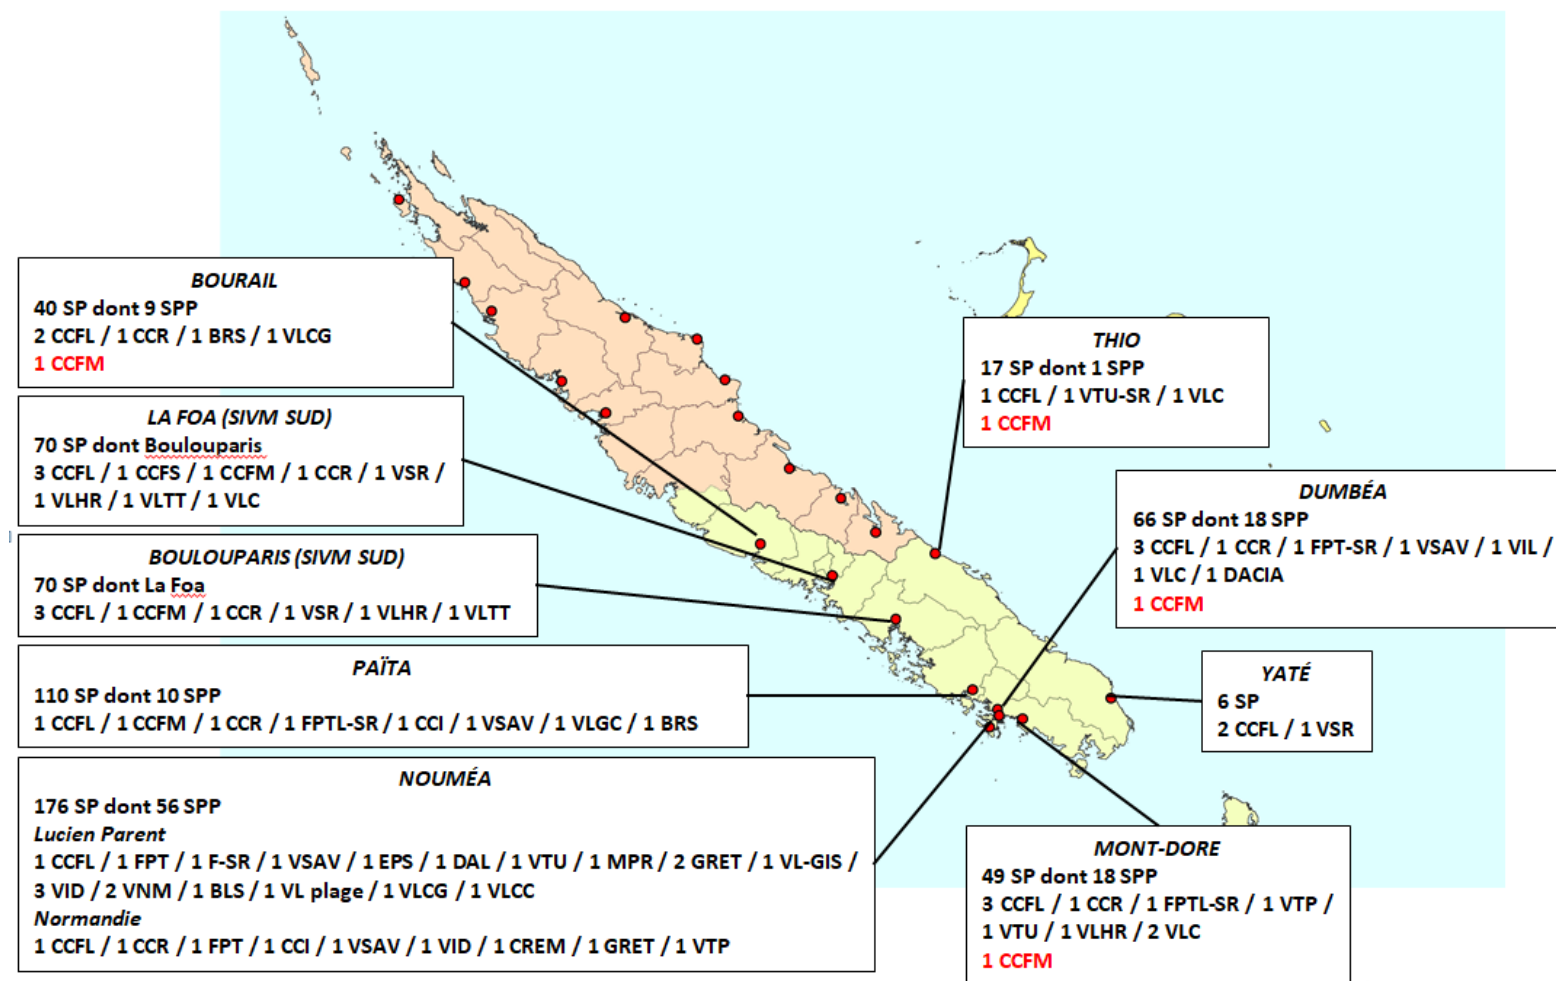 BOURAIL
40 SP dont 9 SPP
2 CCFL / 1 CCR / 1 BRS / 1 VLCG
1 CCFM
LA FOA (SIVM SUD)
70 SP dont Boulouparis
3 CCFL / 1 CCFS / 1 CCFM / 1 CCR / 1 VSR /
1 VLHR / 1 VLTT / 1 VLC
BOULOUPARIS (SIVM SUD)
70 SP dont La Foa
3 CCFL / 1 CCFM / 1 CCR / 1 VSR / 1 VLHR / 1 VLTT
PAÏTA
110 SP dont 10 SPP
1 CCFL / 1 CCFM / 1 CCR / 1 FPTL-SR / 1 CCI / 1 VSAV / 1 VLGC / 1 BRS
NOUMÉA
176 SP dont 56 SPP
Lucien Parent
1 CCFL / 1 FPT / 1 F-SR / 1 VSAV / 1 EPS / 1 DAL / 1 VTU / 1 MPR / 2 GRET / 1 VL-GIS /
3 VID / 2 VNM / 1 BLS / 1 VL plage / 1 VLCG / 1 VLCC
Normandie
1 CCFL / 1 CCR / 1 FPT / 1 CCI / 1 VSAV / 1 VID / 1 CREM / 1 GRET / 1 VTP
THIO
17 SP dont 1 SPP
1 CCFL / 1 VTU-SR / 1 VLC
1 CCFM
DUMBÉA
66 SP dont 18 SPP
3 CCFL / 1 CCR / 1 FPT-SR / 1 VSAV / 1 VIL /
1 VLC / 1 DACIA
1 CCFM
YATÉ
6 SP
2 CCFL / 1 VSR
MONT-DORE
49 SP dont 18 SPP
3 CCFL / 1 CCR / 1 FPTL-SR / 1 VTP /
1 VTU / 1 VLHR / 2 VLC
1 CCFM